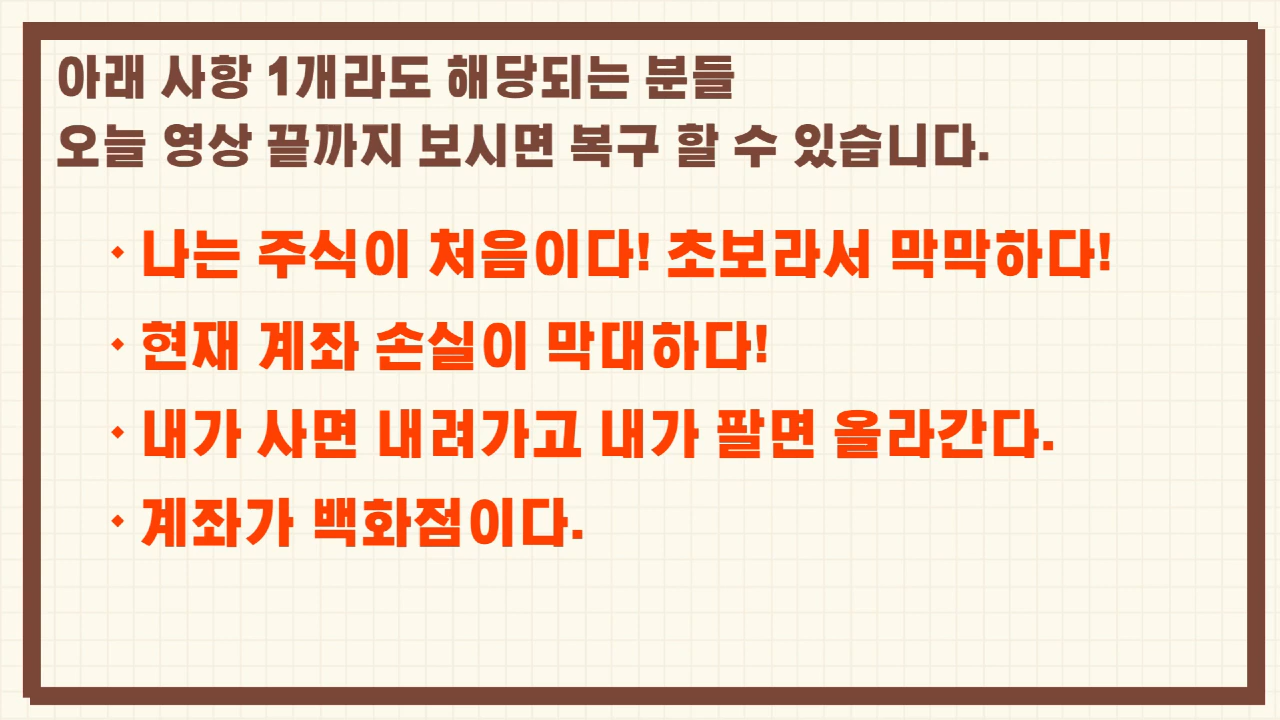 아래 사항 1개라도 해당되는 분들
오늘 영상 끝까지 보시면 복구 할 수 있습니다.
· 나는 주식이 처음이다! 초보라서 막막하다!
· 현재 계좌 손실이 막대하다!
· 내가 사면 내려가고 내가 팔면 올라간다.
· 계좌가 백화점이다.